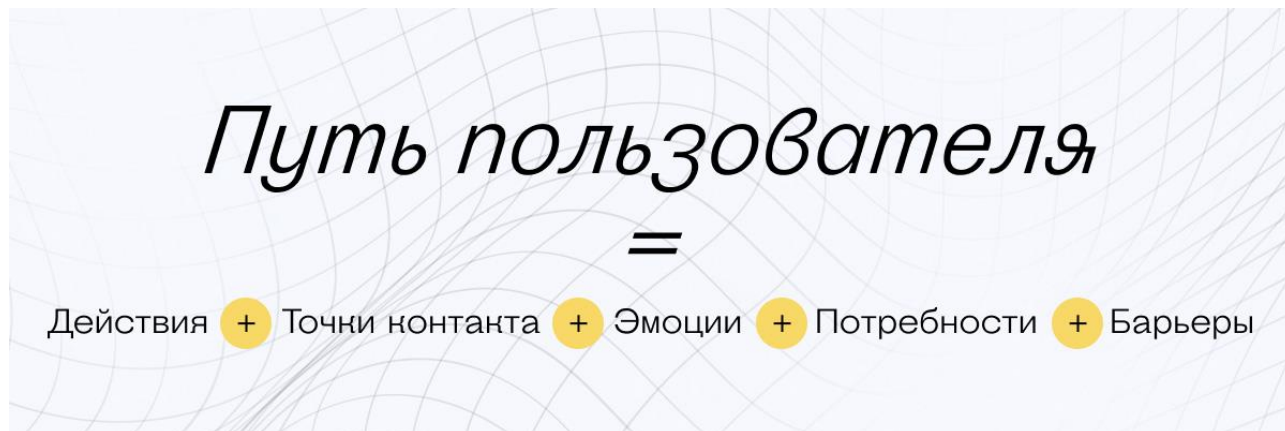 Путь пользователя
=
Действия + Точки контакта + Эмоции + Потребности + Барьеры